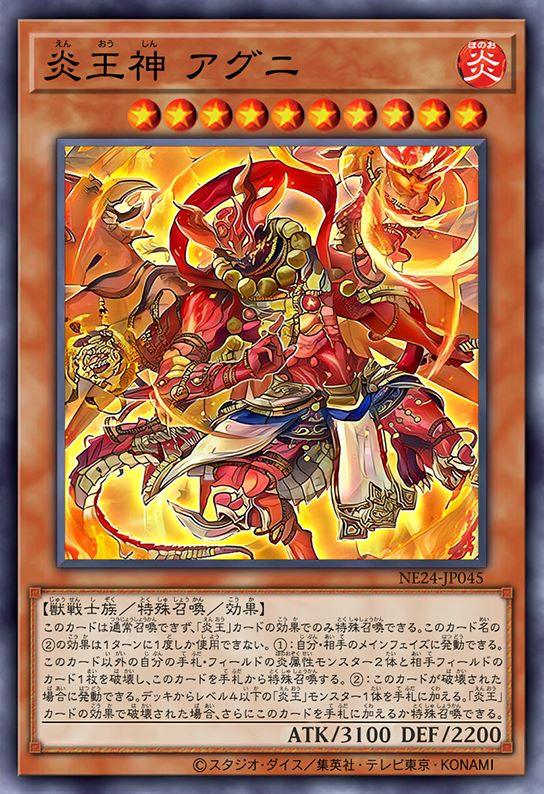 炎王神 アグニ
炎
NE24-JP045
【獣戦士族／特殊召喚／効果】
このカードは通常召喚できず、「炎王」カードの効果でのみ特殊召喚できる。このカード名の
②の効果は1ターンに1度しか使用できない。①：自分・相手のメインフェイズに発動できる。
このカード以外の自分の手札・フィールドの炎属性モンスター2体と相手フィールドの
カード1枚を破壊し、このカードを手札から特殊召喚する。②：このカードが破壊された
場合に発動できる。デッキからレベル4以下の「炎王」モンスター1体を手札に加える。「炎王」
カードの効果で破壊された場合、さらにこのカードを手札に加えるか特殊召喚できる。
ATK/3100 DEF/2200
©スタジオ・ダイス／集英社・テレビ東京・KONAMI